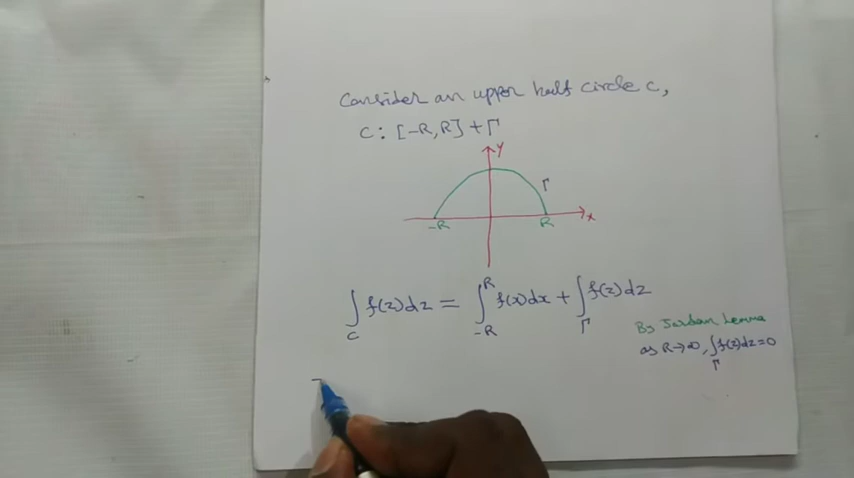 Consider an upper half circle C,
C: [-R, R] + Γ
Y
Γ
-R R X
∫_C f(z)dz = ∫_{-R}^{R} f(x)dx + ∫_Γ f(z)dz
By Jordan Lemma
as R→∞, ∫_Γ f(z)dz=0